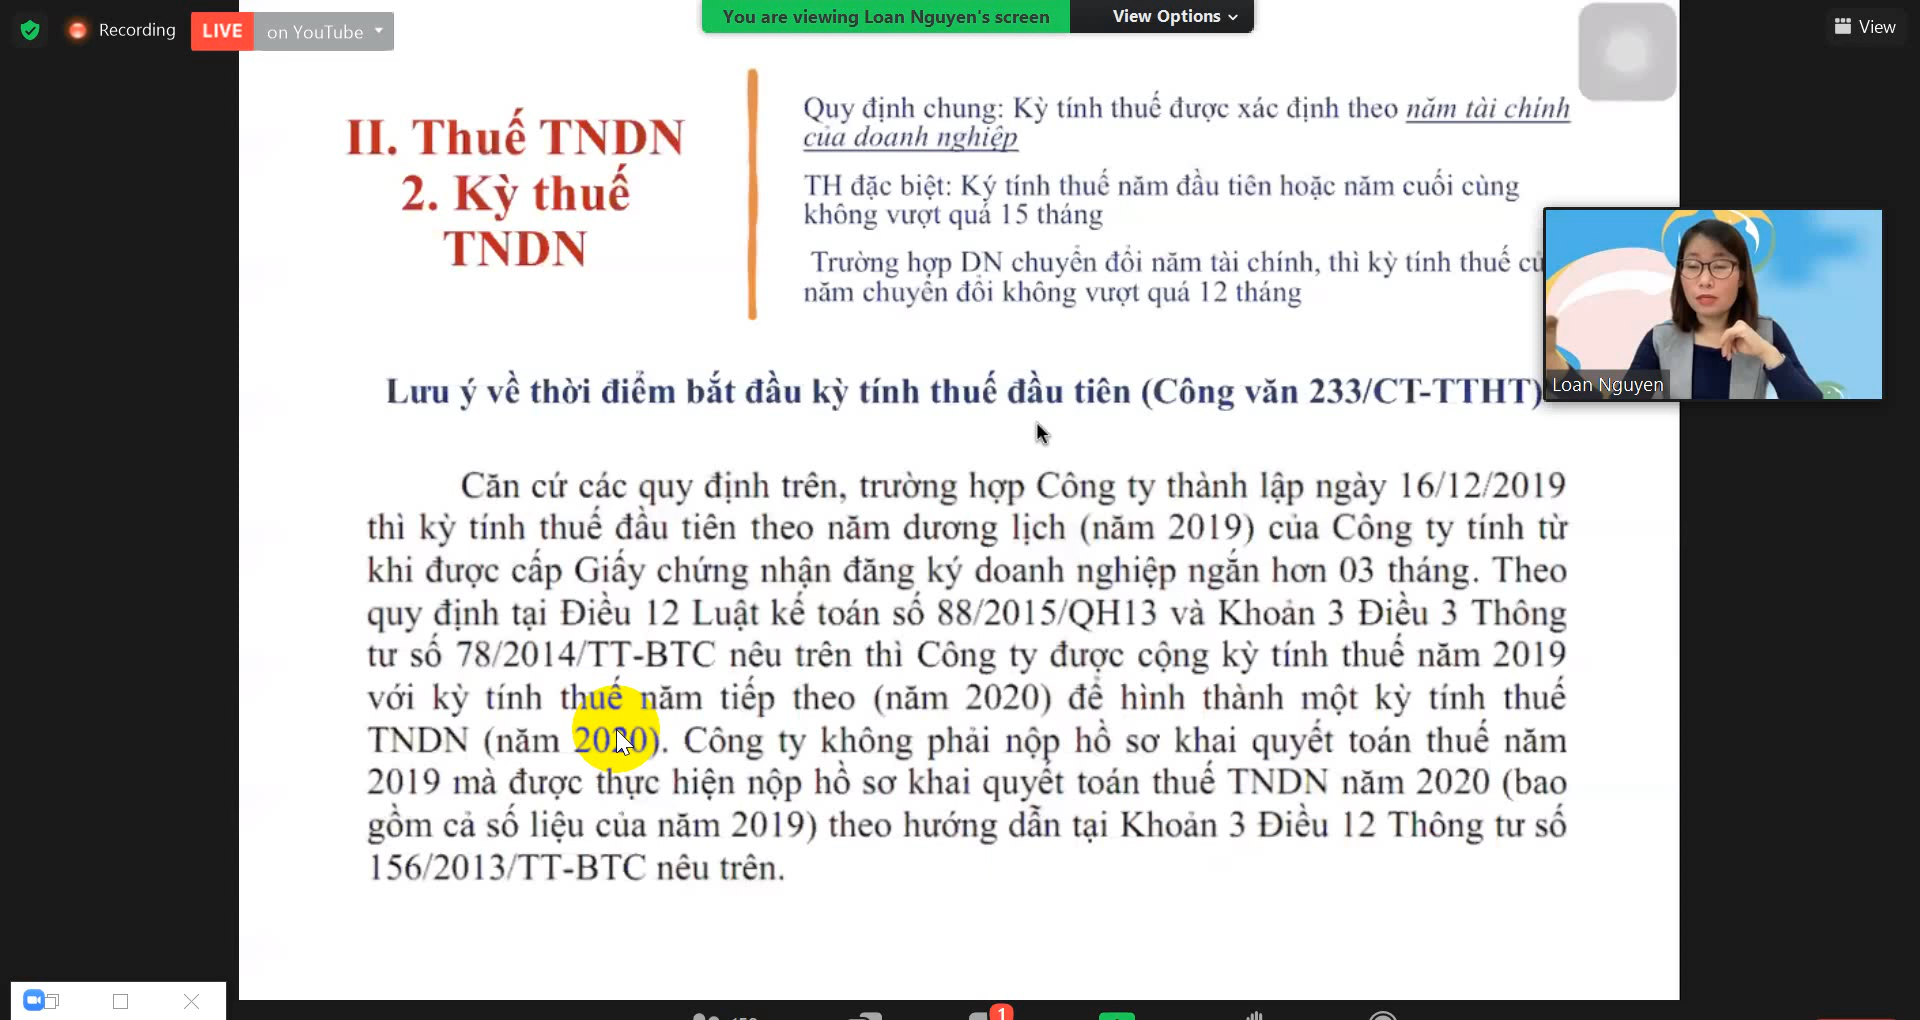 Recording
LIVE
on YouTube
You are viewing Loan Nguyen's screen
View Options
View
II. Thuế TNDN
2. Kỳ thuế
TNDN
Quy định chung: Kỳ tính thuế được xác định theo năm tài chính
của doanh nghiệp
TH đặc biệt: Ký tính thuế năm đầu tiên hoặc năm cuối cùng
không vượt quá 15 tháng
Trường hợp DN chuyển đổi năm tài chính, thì kỳ tính thuế
năm chuyển đổi không vượt quá 12 tháng
Loan Nguyen
Lưu ý về thời điểm bắt đầu kỳ tính thuế đầu tiên (Công văn 233/CT-TTHT)
Căn cứ các quy định trên, trường hợp Công ty thành lập ngày 16/12/2019
thì kỳ tính thuế đầu tiên theo năm dương lịch (năm 2019) của Công ty tính từ
khi được cấp Giấy chứng nhận đăng ký doanh nghiệp ngắn hơn 03 tháng. Theo
quy định tại Điều 12 Luật kế toán số 88/2015/QH13 và Khoản 3 Điều 3 Thông
tư số 78/2014/TT-BTC nêu trên thì Công ty được cộng kỳ tính thuế năm 2019
với kỳ tính thuế năm tiếp theo (năm 2020) để hình thành một kỳ tính thuế
TNDN (năm 2020). Công ty không phải nộp hồ sơ khai quyết toán thuế năm
2019 mà được thực hiện nộp hồ sơ khai quyết toán thuế TNDN năm 2020 (bao
gồm cả số liệu của năm 2019) theo hướng dẫn tại Khoản 3 Điều 12 Thông tư số
156/2013/TT-BTC nêu trên.
1